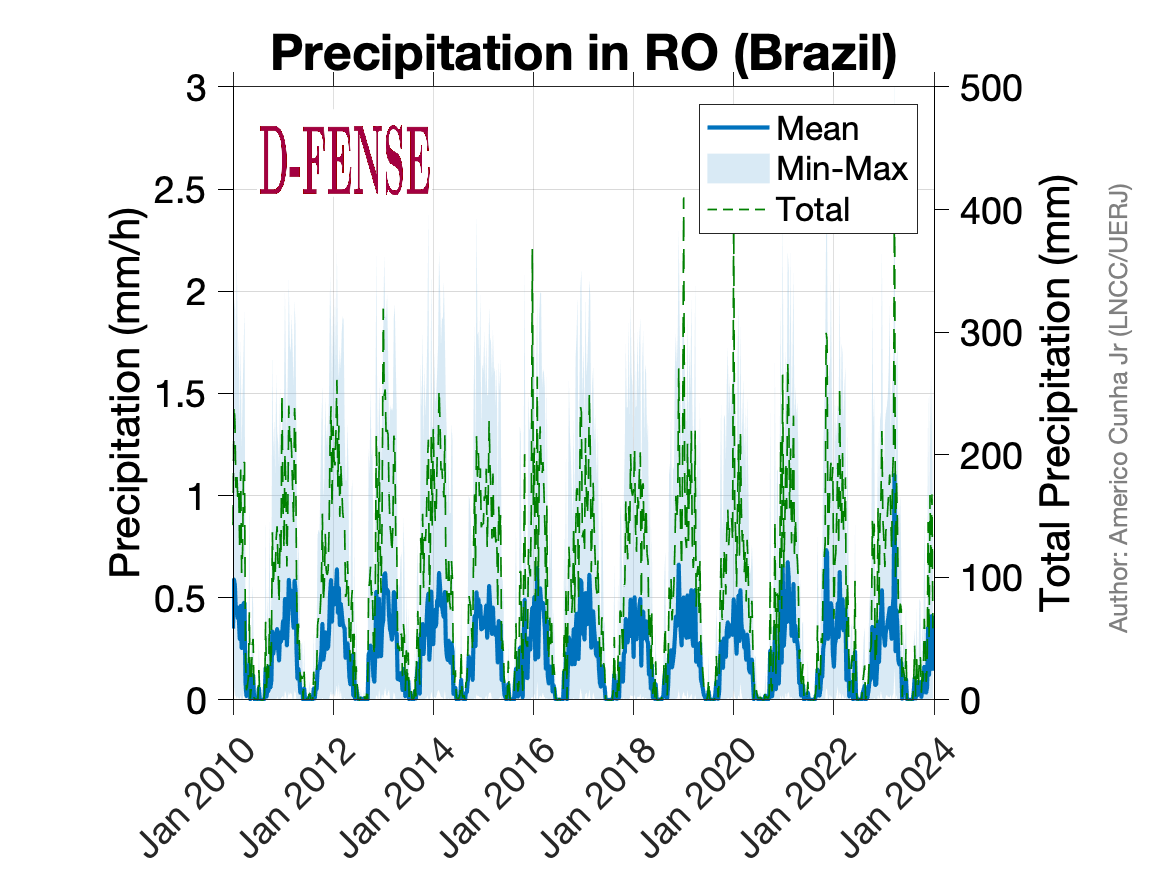 Precipitation in RO (Brazil)
D-FENSE
Mean
Min-Max
Total
Precipitation (mm/h)
3
2.5
2
1.5
1
0.5
0
500
400
300
200
100
0
Total Precipitation (mm)
Author: Americo Cunha Jr (LNCC/UERJ)
Jan 2010
Jan 2012
Jan 2014
Jan 2016
Jan 2018
Jan 2020
Jan 2022
Jan 2024